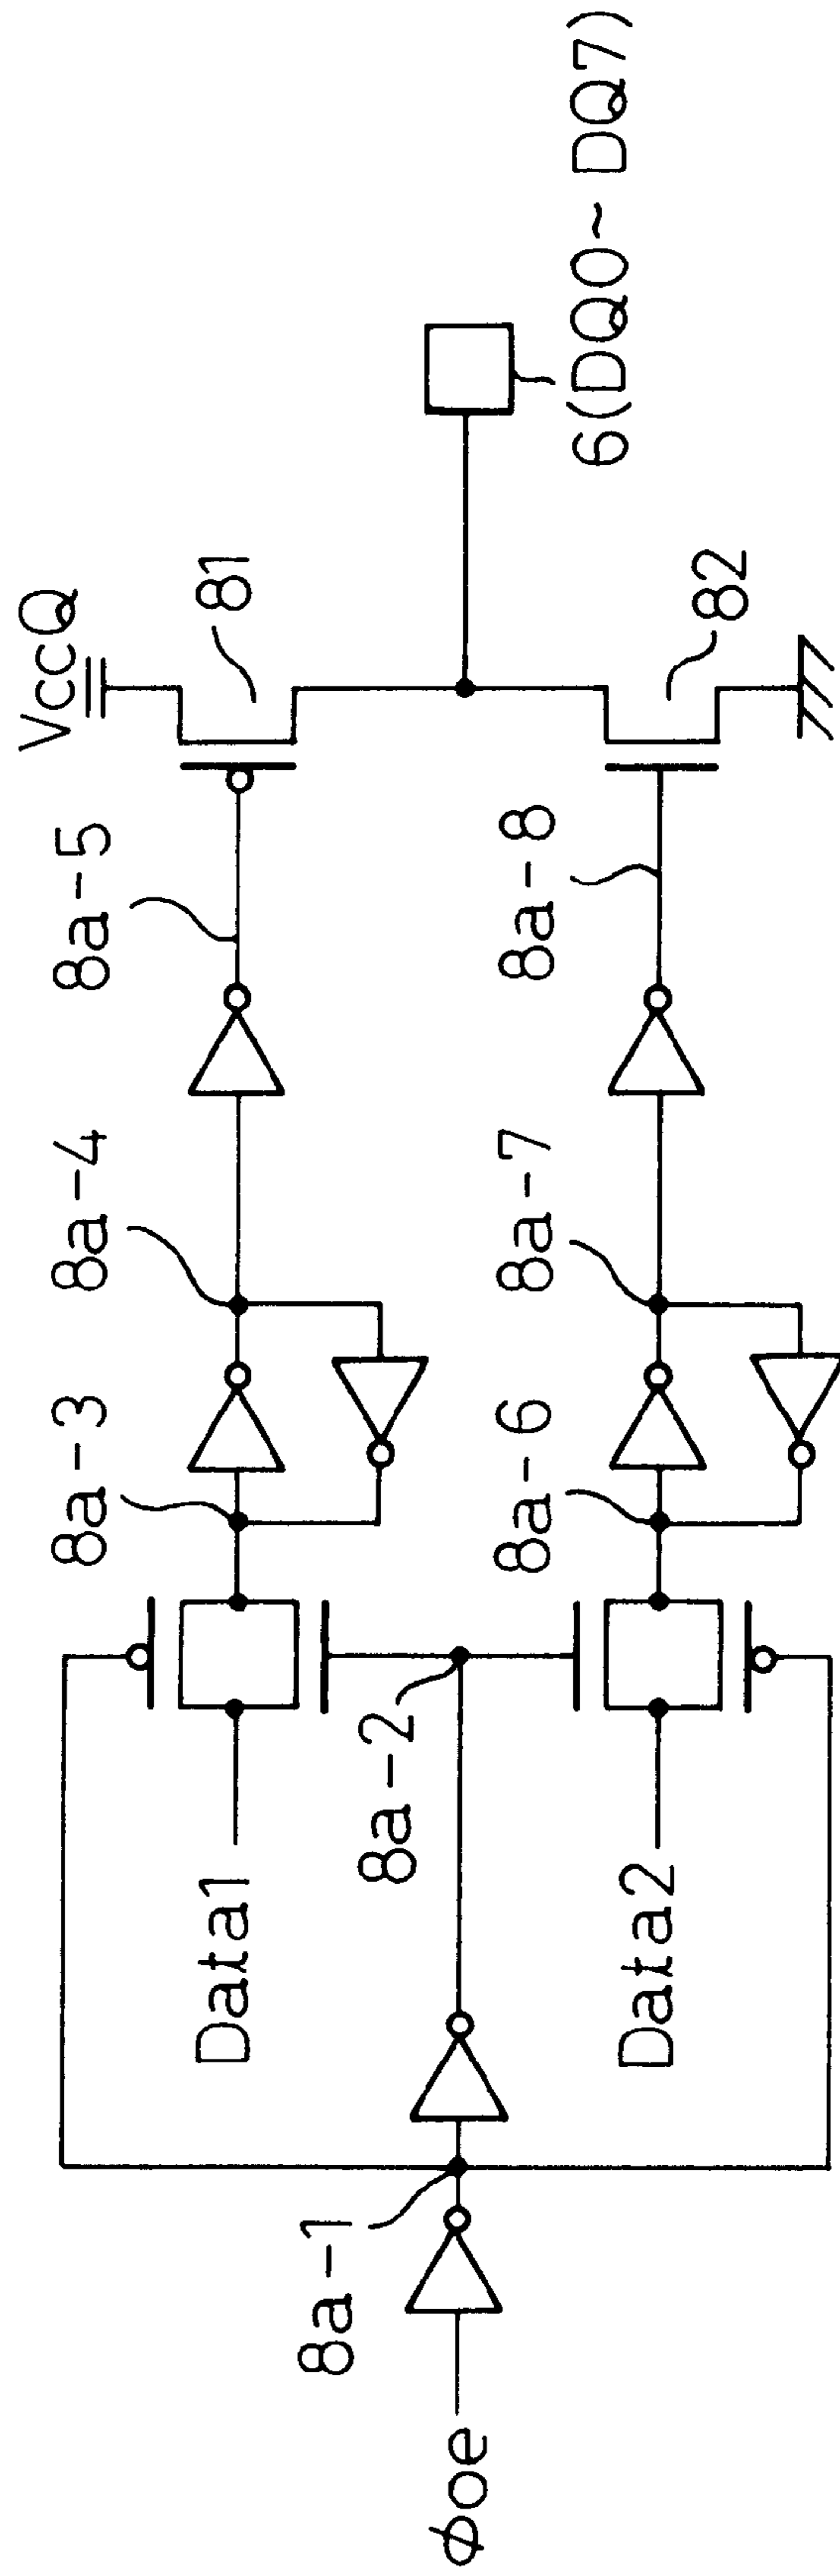 VccQ
8a-3
8a-4
8a-5
81
Data1
6(DQ0~DQ7)
8a-1
8a-2
ϕoe
8a-6
8a-7
8a-8
82
Data2